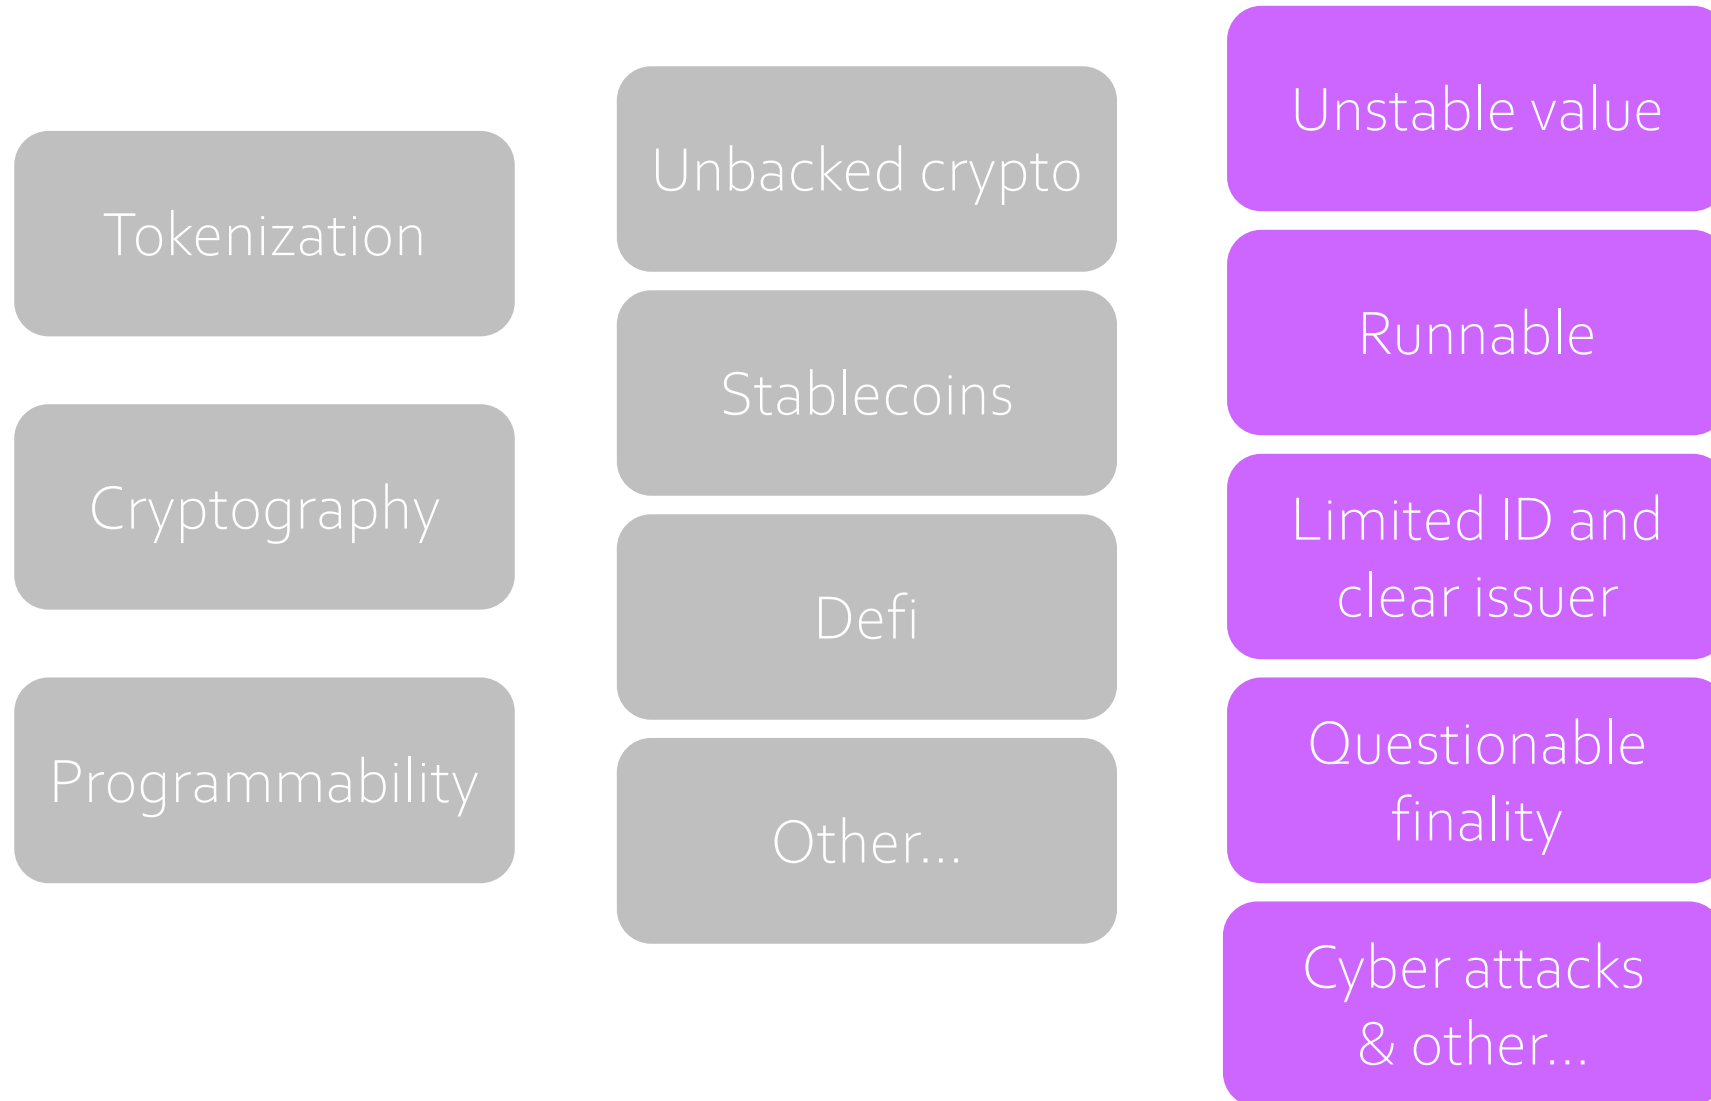 Tokenization
Cryptography
Programmability
Unbacked crypto
Stablecoins
Defi
Other...
Unstable value
Runnable
Limited ID and
clear issuer
Questionable
finality
Cyber attacks
& other...